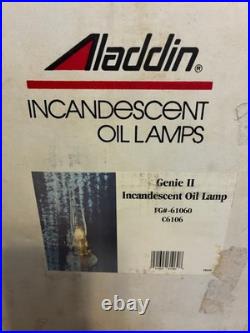 Aladdin®
INCANDESCENT
OIL LAMPS
Genie II
Incandescent Oil Lamp
FG#-61060
C6106